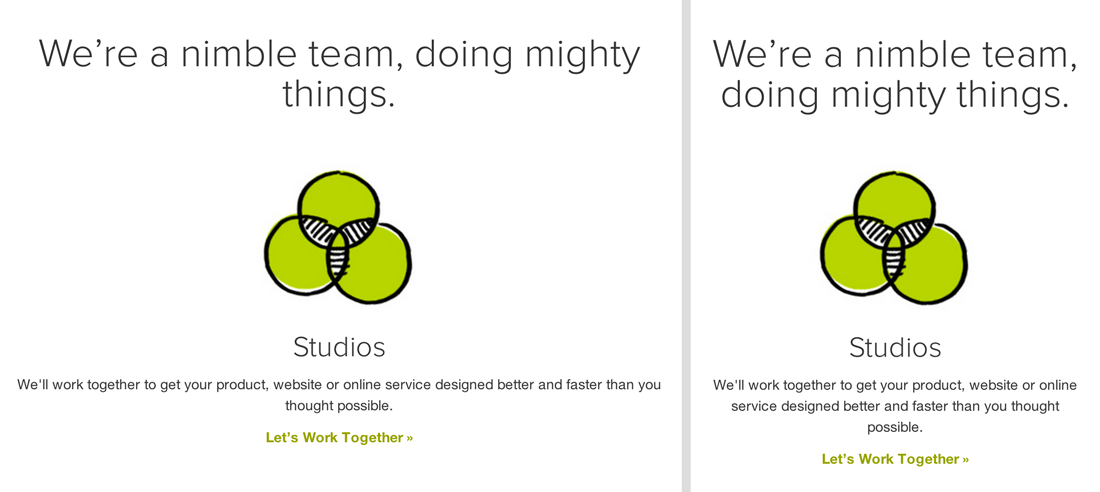 We’re a nimble team, doing mighty
things.
Studios
We'll work together to get your product, website or online service designed better and faster than you
thought possible.
Let’s Work Together »
We’re a nimble team,
doing mighty things.
Studios
We'll work together to get your product, website or online
service designed better and faster than you thought
possible.
Let’s Work Together »